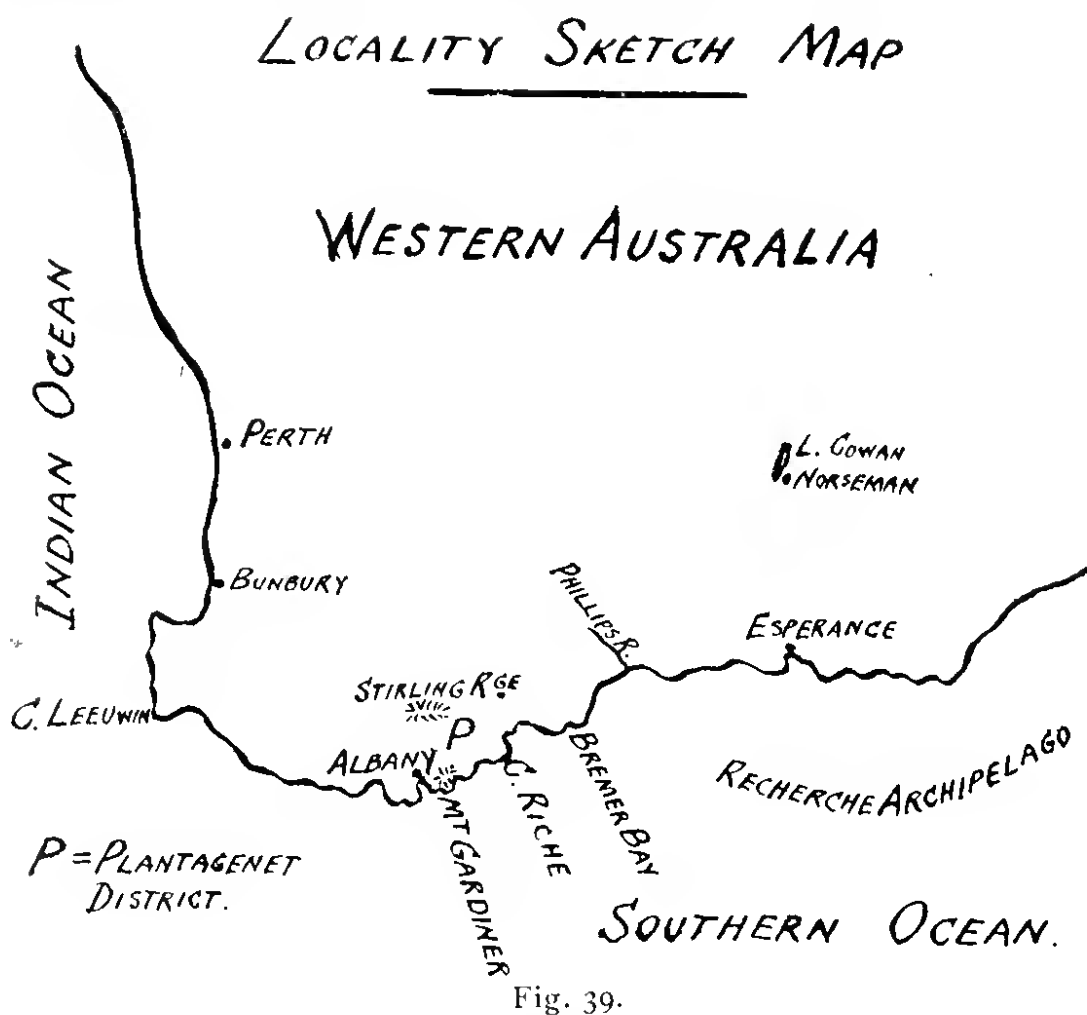 LOCALITY SKETCH MAP
WESTERN AUSTRALIA
INDIAN OCEAN
PERTH
L. COWAN
NORSEMAN
BUNBURY
PHILLIPS R.
ESPERANCE
STIRLING RGE
C. LEEUWIN
P
ALBANY
MT GARDINER
C. RICHE
BREMER BAY
RECHERCHE ARCHIPELAGO
P = PLANTAGENET
DISTRICT.
SOUTHERN OCEAN.
Fig. 39.